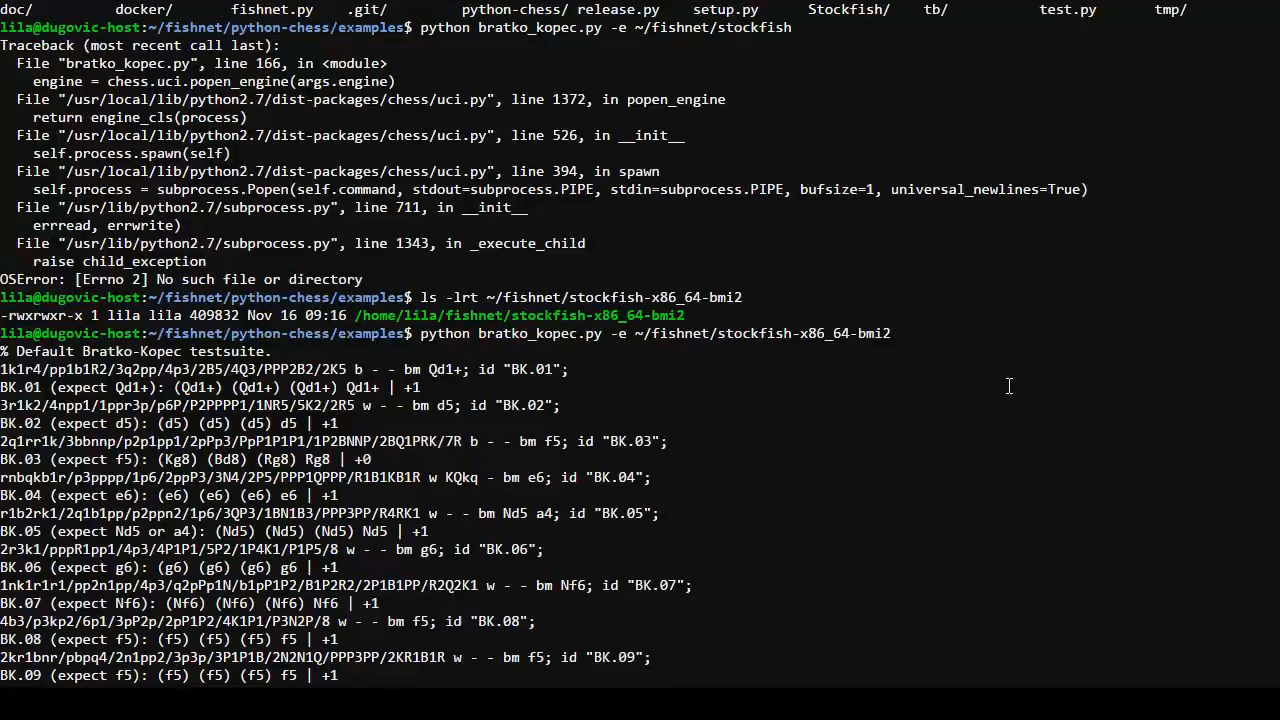 doc/ docker/ fishnet.py .git/ python-chess/ release.py setup.py Stockfish/ tb/ test.py tmp/
lila@dugovic-host:~/fishnet/python-chess/examples$ python bratko_kopec.py -e ~/fishnet/stockfish
Traceback (most recent call last):
  File "bratko_kopec.py", line 166, in <module>
    engine = chess.uci.popen_engine(args.engine)
  File "/usr/local/lib/python2.7/dist-packages/chess/uci.py", line 1372, in popen_engine
    return engine_cls(process)
  File "/usr/local/lib/python2.7/dist-packages/chess/uci.py", line 526, in __init__
    self.process.spawn(self)
  File "/usr/local/lib/python2.7/dist-packages/chess/uci.py", line 394, in spawn
    self.process = subprocess.Popen(self.command, stdout=subprocess.PIPE, stdin=subprocess.PIPE, bufsize=1, universal_newlines=True)
  File "/usr/lib/python2.7/subprocess.py", line 711, in __init__
    errread, errwrite)
  File "/usr/lib/python2.7/subprocess.py", line 1343, in _execute_child
    raise child_exception
OSError: [Errno 2] No such file or directory
lila@dugovic-host:~/fishnet/python-chess/examples$ ls -lrt ~/fishnet/stockfish-x86_64-bmi2
-rwxrwxr-x 1 lila lila 409832 Nov 16 09:16 /home/lila/fishnet/stockfish-x86_64-bmi2
lila@dugovic-host:~/fishnet/python-chess/examples$ python bratko_kopec.py -e ~/fishnet/stockfish-x86_64-bmi2
% Default Bratko-Kopec testsuite.
1k1r4/pp1b1R2/3q2pp/4p3/2B5/4Q3/PPP2B2/2K5 b - - bm Qd1+; id "BK.01";
BK.01 (expect Qd1+): (Qd1+) (Qd1+) (Qd1+) Qd1+ | +1
3r1k2/4npp1/1ppr3p/p6P/P2PPPP1/1NR5/5K2/2R5 w - - bm d5; id "BK.02";
BK.02 (expect d5): (d5) (d5) (d5) d5 | +1
2q1rr1k/3bbnnp/p2p1pp1/2pPp3/PpP1P1P1/1P2BNNP/2BQ1PRK/7R b - - bm f5; id "BK.03";
BK.03 (expect f5): (Kg8) (Bd8) (Rg8) Rg8 | +0
rnbqkb1r/p3pppp/1p6/2ppP3/3N4/2P5/PPP1QPPP/R1B1KB1R w KQkq - bm e6; id "BK.04";
BK.04 (expect e6): (e6) (e6) (e6) e6 | +1
r1b2rk1/2q1b1pp/p2ppn2/1p6/3QP3/1BN1B3/PPP3PP/R4RK1 w - - bm Nd5 a4; id "BK.05";
BK.05 (expect Nd5 or a4): (Nd5) (Nd5) (Nd5) Nd5 | +1
2r3k1/pppR1pp1/4p3/4P1P1/5P2/1P4K1/P1P5/8 w - - bm g6; id "BK.06";
BK.06 (expect g6): (g6) (g6) (g6) g6 | +1
1nk1r1r1/pp2n1pp/4p3/q2pPp1N/b1pP1P2/B1P2R2/2P1B1PP/R2Q2K1 w - - bm Nf6; id "BK.07";
BK.07 (expect Nf6): (Nf6) (Nf6) (Nf6) Nf6 | +1
4b3/p3kp2/6p1/3pP2p/2pP1P2/4K1P1/P3N2P/8 w - - bm f5; id "BK.08";
BK.08 (expect f5): (f5) (f5) (f5) f5 | +1
2kr1bnr/pbpq4/2n1pp2/3p3p/3P1P1B/2N2N1Q/PPP3PP/2KR1B1R w - - bm f5; id "BK.09";
BK.09 (expect f5): (f5) (f5) (f5) f5 | +1